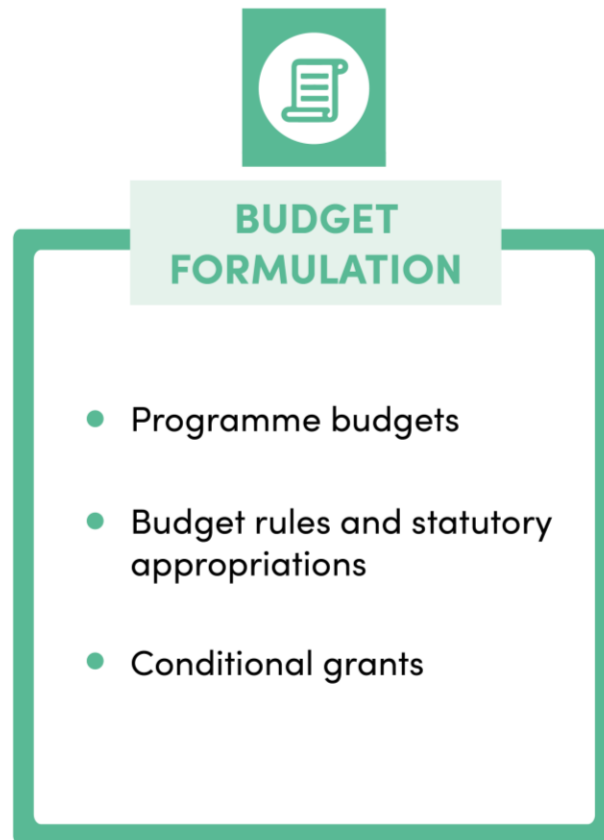 BUDGET
FORMULATION
Programme budgets
Budget rules and statutory
appropriations
Conditional grants